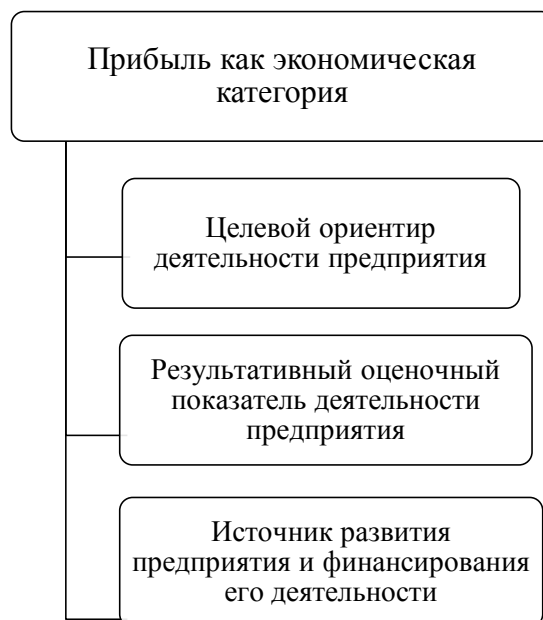 Прибыль как экономическая
категория
Целевой ориентир
деятельности предприятия
Результативный оценочный
показатель деятельности
предприятия
Источник развития
предприятия и финансирования
его деятельности